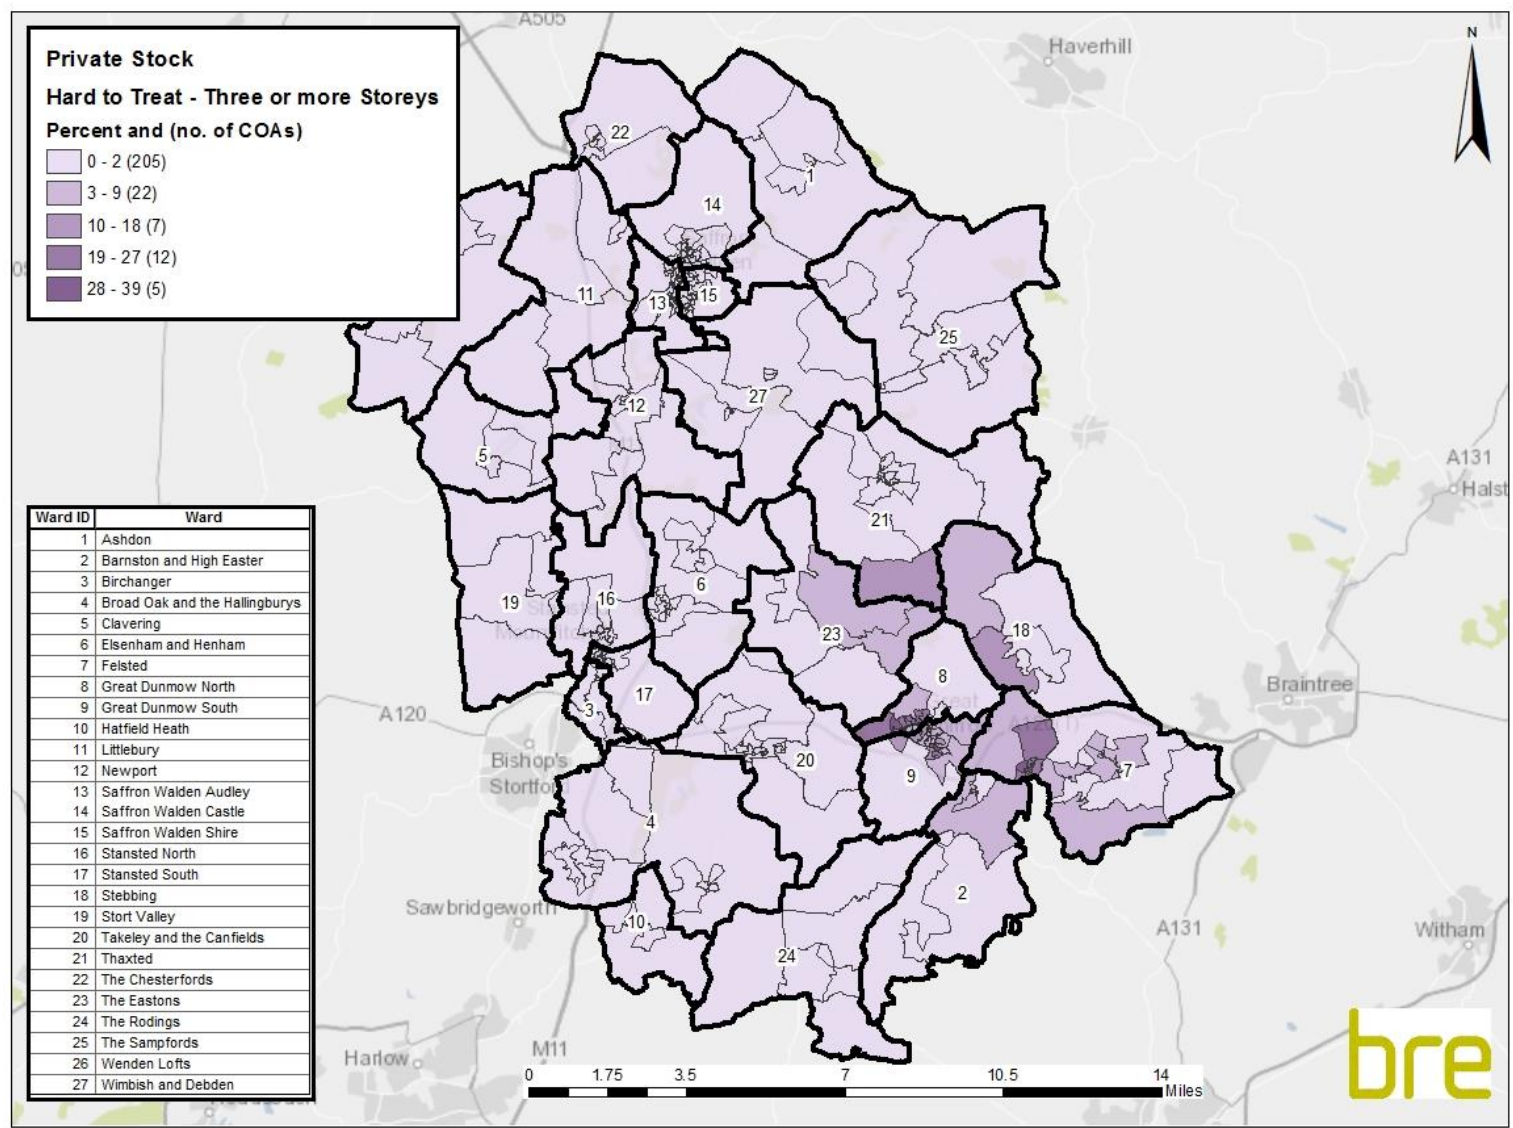 A505
Haverhill
N
Private Stock
Hard to Treat - Three or more Storeys
Percent and (no. of COAs)
0 - 2 (205)
3 - 9 (22)
10 - 18 (7)
19 - 27 (12)
28 - 39 (5)
22
1
14
11
13
15
25
27
12
5
21
A131
Halst
6
19
16
23
18
8
17
3
Braintree
A120
Bishop's
Stortford
20
9
7
4
2
Sawbridgeworth
10
A131
Witham
24
Ward ID Ward
1 Ashdon
2 Barnston and High Easter
3 Birchanger
4 Broad Oak and the Hallingburys
5 Clavering
6 Elsenham and Henham
7 Felsted
8 Great Dunmow North
9 Great Dunmow South
10 Hatfield Heath
11 Littlebury
12 Newport
13 Saffron Walden Audley
14 Saffron Walden Castle
15 Saffron Walden Shire
16 Stansted North
17 Stansted South
18 Stebbing
19 Stort Valley
20 Takeley and the Canfields
21 Thaxted
22 The Chesterfords
23 The Eastons
24 The Rodings
25 The Sampfords
26 Wenden Lofts
27 Wimbish and Debden
Harlow
M11
0 1.75 3.5 7 10.5 14
Miles
bre